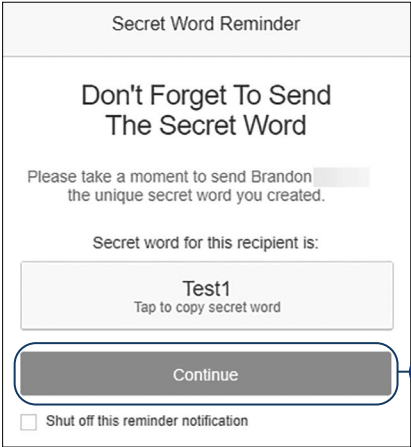 Secret Word Reminder
Don't Forget To Send
The Secret Word
Please take a moment to send Brandon
the unique secret word you created.
Secret word for this recipient is:
Test1
Tap to copy secret word
Continue
Shut off this reminder notification